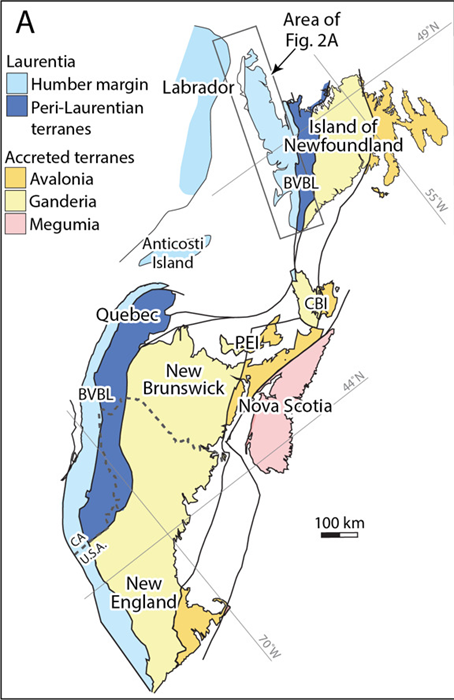 A
Laurentia
Humber margin
Peri-Laurentian
terranes
Accreted terranes
Avalonia
Ganderia
Megumia
Area of
Fig. 2A
49°N
Labrador
Island of
Newfoundland
BVBL
55°W
Anticosti
Island
CBI
Quebec
PEI
New
Brunswick
44°N
BVBL
Nova Scotia
100 km
CA
U.S.A.
New
England
70°W